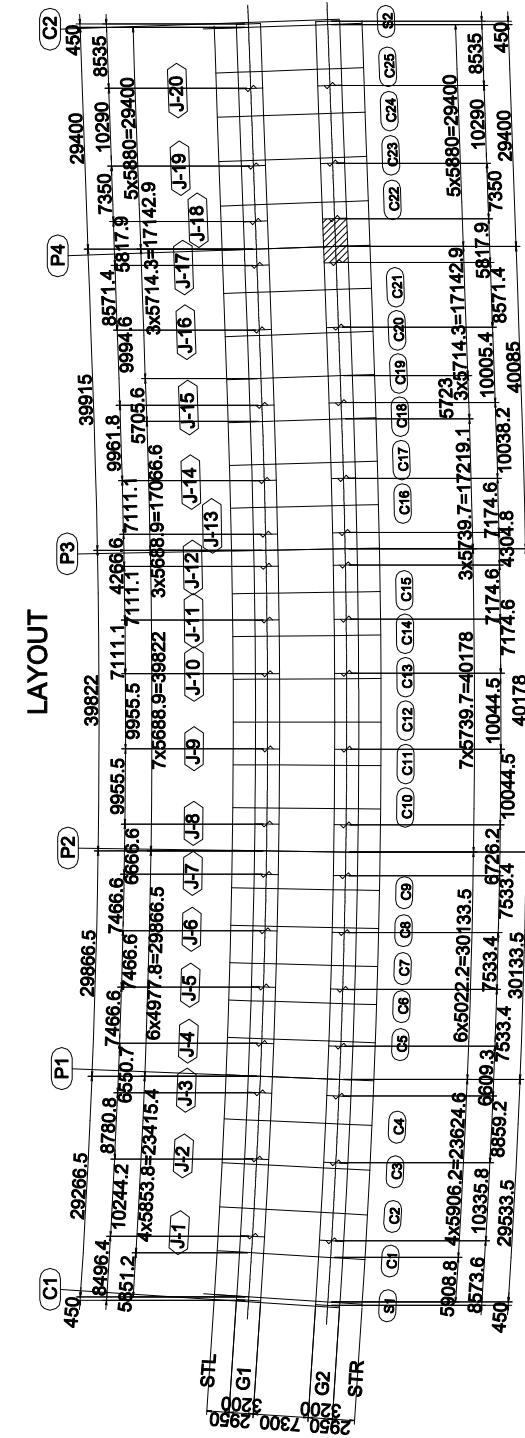 LAYOUT
C1 P1 P2 P3 P4 C2
450 29266.5 29866.5 39822 39915 29400 450
8496.4 10244.2 8780.8 6550.7 7466.6 7466.6 7466.6 6666.6 9955.5 9955.5 7111.1 7111.1 4266.6 7111.1 9961.8 9994.6 8571.4 5817.9 7350 10290 8535
5851.2 4x5853.8=23415.4 6x4977.8=29866.5 7x5688.9=39822 3x5688.9=17066.6 5705.6 3x5714.3=17142.9 5x5880=29400
J-1 J-2 J-3 J-4 J-5 J-6 J-7 J-8 J-9 J-10 J-11 J-12 J-13 J-14 J-15 J-16 J-17 J-18 J-19 J-20
STL
2950
G1
3200
7300
G2
3200
STR
2950
S1 C1 C2 C3 C4 C5 C6 C7 C8 C9 C10 C11 C12 C13 C14 C15 C16 C17 C18 C19 C20 C21 C22 C23 C24 C25 S2
5908.8 4x5906.2=23624.6 6x5022.2=30133.5 7x5739.7=40178 3x5739.7=17219.1 5723 3x5714.3=17142.9 5x5880=29400
8573.6 10335.8 8859.2 6609.3 7533.4 7533.4 7533.4 6726.2 10044.5 10044.5 7174.6 7174.6 4304.8 7174.6 10038.2 10005.4 8571.4 5817.9 7350 10290 8535
450 29533.5 30133.5 40178 40085 29400 450